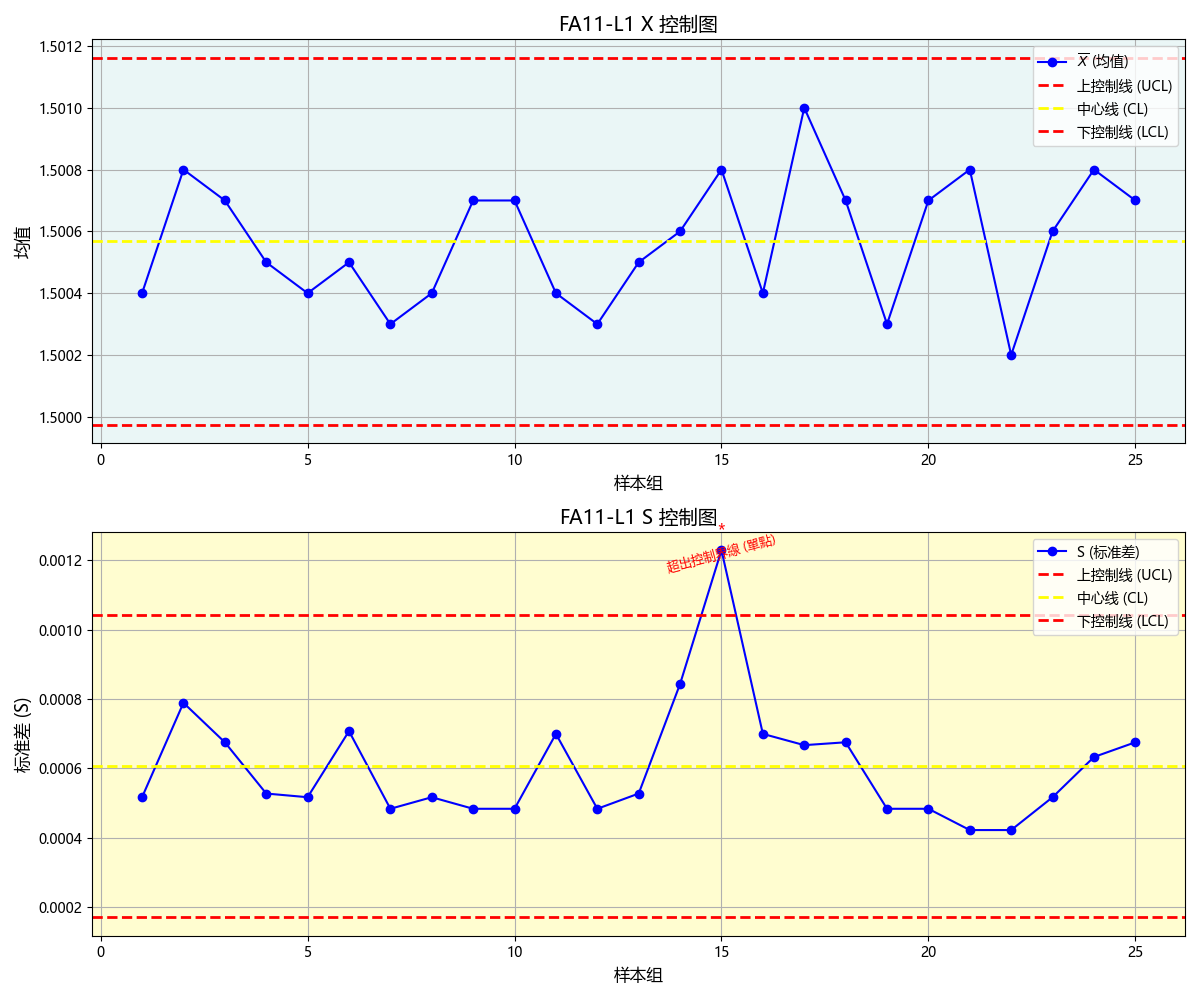 FA11-L1 X 控制图
1.5012
1.5010
1.5008
1.5006
1.5004
1.5002
1.5000
均值
X (均值)
上控制线 (UCL)
中心线 (CL)
下控制线 (LCL)
0 5 10 15 20 25
样本组
FA11-L1 S 控制图
*
超出控制界線 (單點)
0.0012
0.0010
0.0008
0.0006
0.0004
0.0002
标准差 (S)
S (标准差)
上控制线 (UCL)
中心线 (CL)
下控制线 (LCL)
0 5 10 15 20 25
样本组